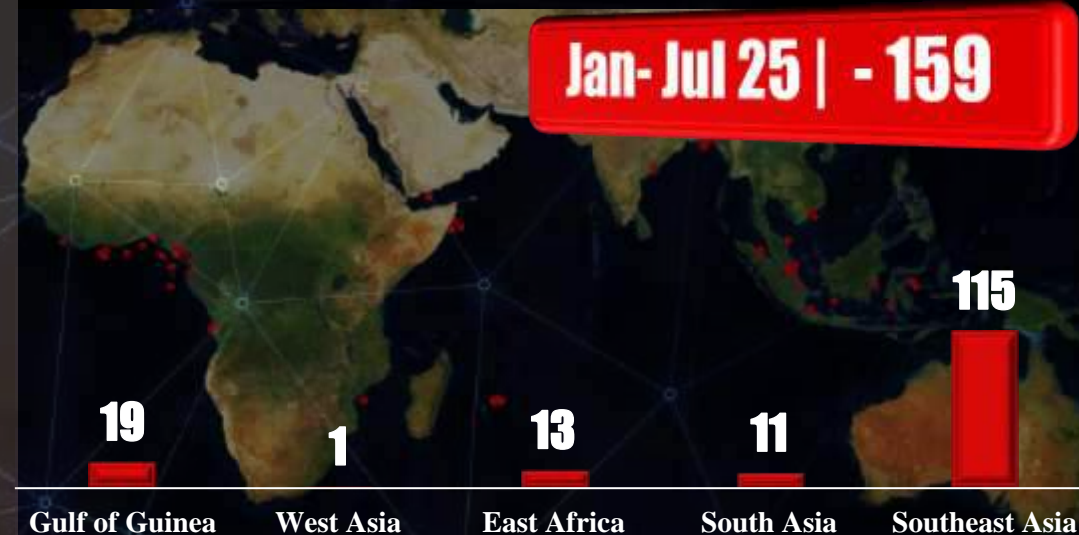 Jan- Jul 25 | - 159
115
19
1
13
11
Gulf of Guinea West Asia East Africa South Asia Southeast Asia